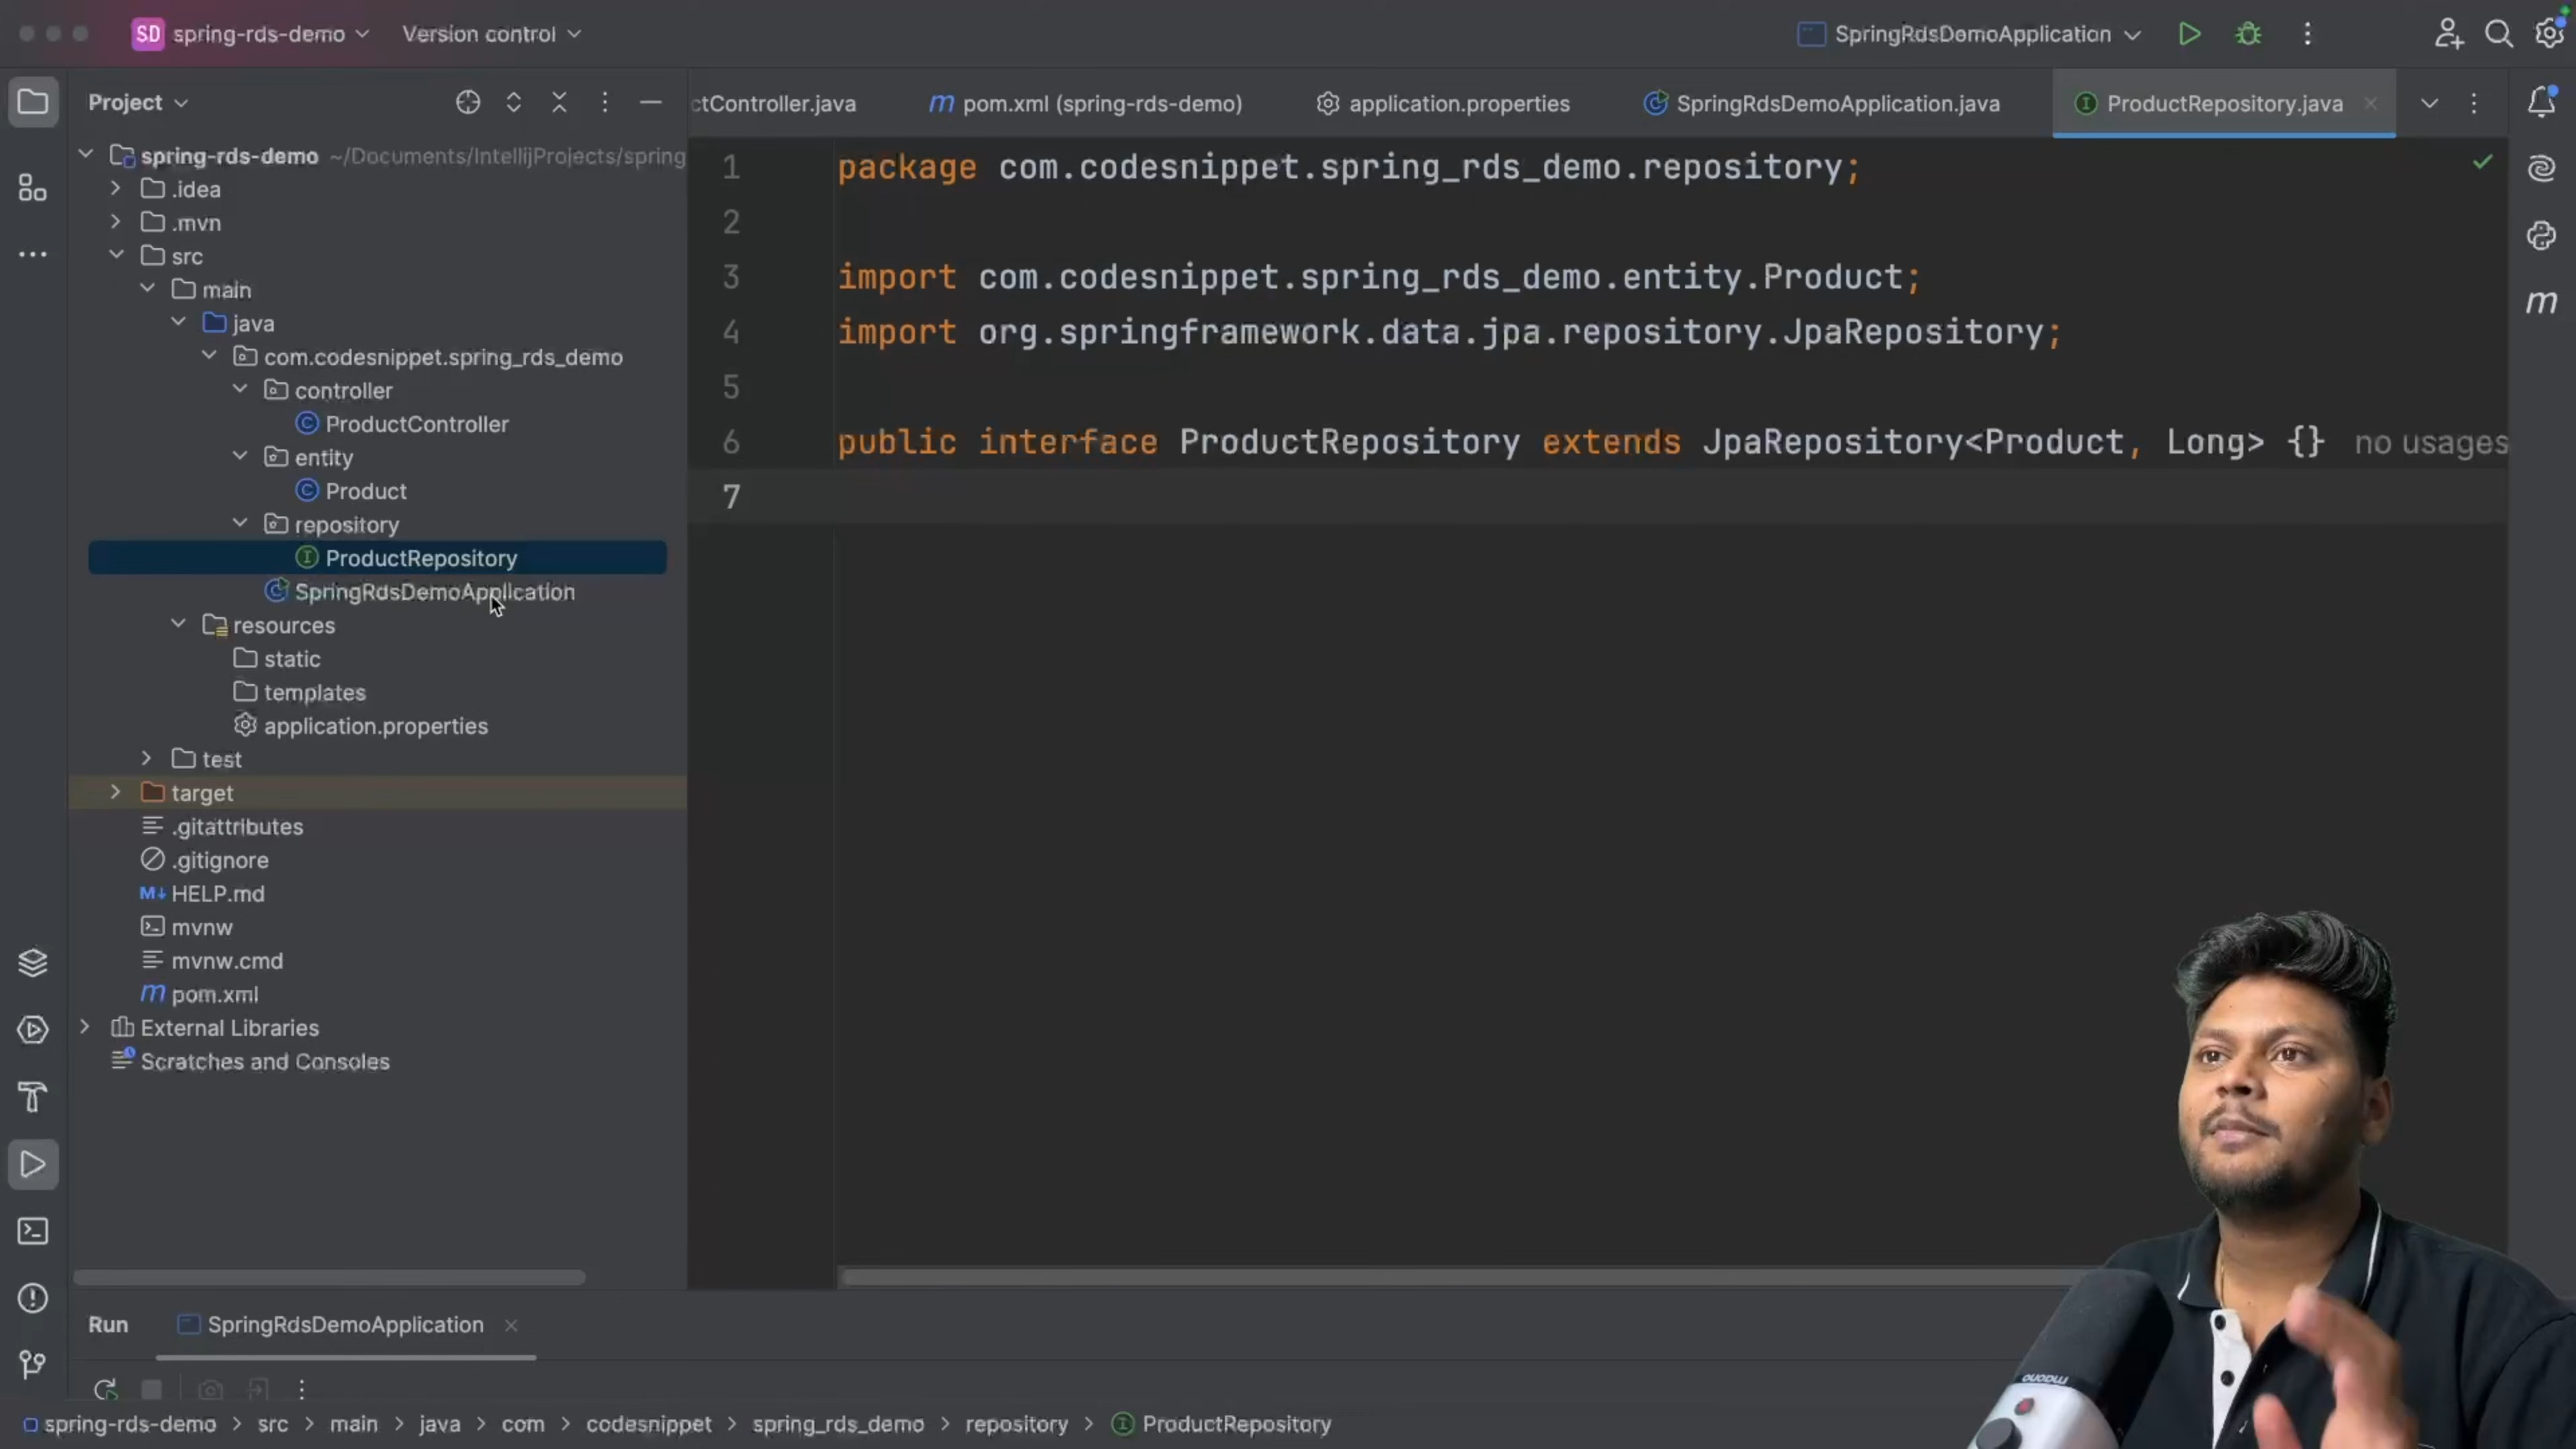 SD spring-rds-demo Version control SpringRdsDemoApplication
Project
ctController.java pom.xml (spring-rds-demo) application.properties SpringRdsDemoApplication.java ProductRepository.java
spring-rds-demo ~/Documents/IntellijProjects/spring
.idea
.mvn
src
main
java
com.codesnippet.spring_rds_demo
controller
ProductController
entity
Product
repository
ProductRepository
SpringRdsDemoApplication
resources
static
templates
application.properties
test
target
.gitattributes
.gitignore
HELP.md
mvnw
mvnw.cmd
pom.xml
External Libraries
Scratches and Consoles
1 package com.codesnippet.spring_rds_demo.repository;
2
3 import com.codesnippet.spring_rds_demo.entity.Product;
4 import org.springframework.data.jpa.repository.JpaRepository;
5
6 public interface ProductRepository extends JpaRepository<Product, Long> {} no usages
7
Run SpringRdsDemoApplication
spring-rds-demo > src > main > java > com > codesnippet > spring_rds_demo > repository > ProductRepository
maono